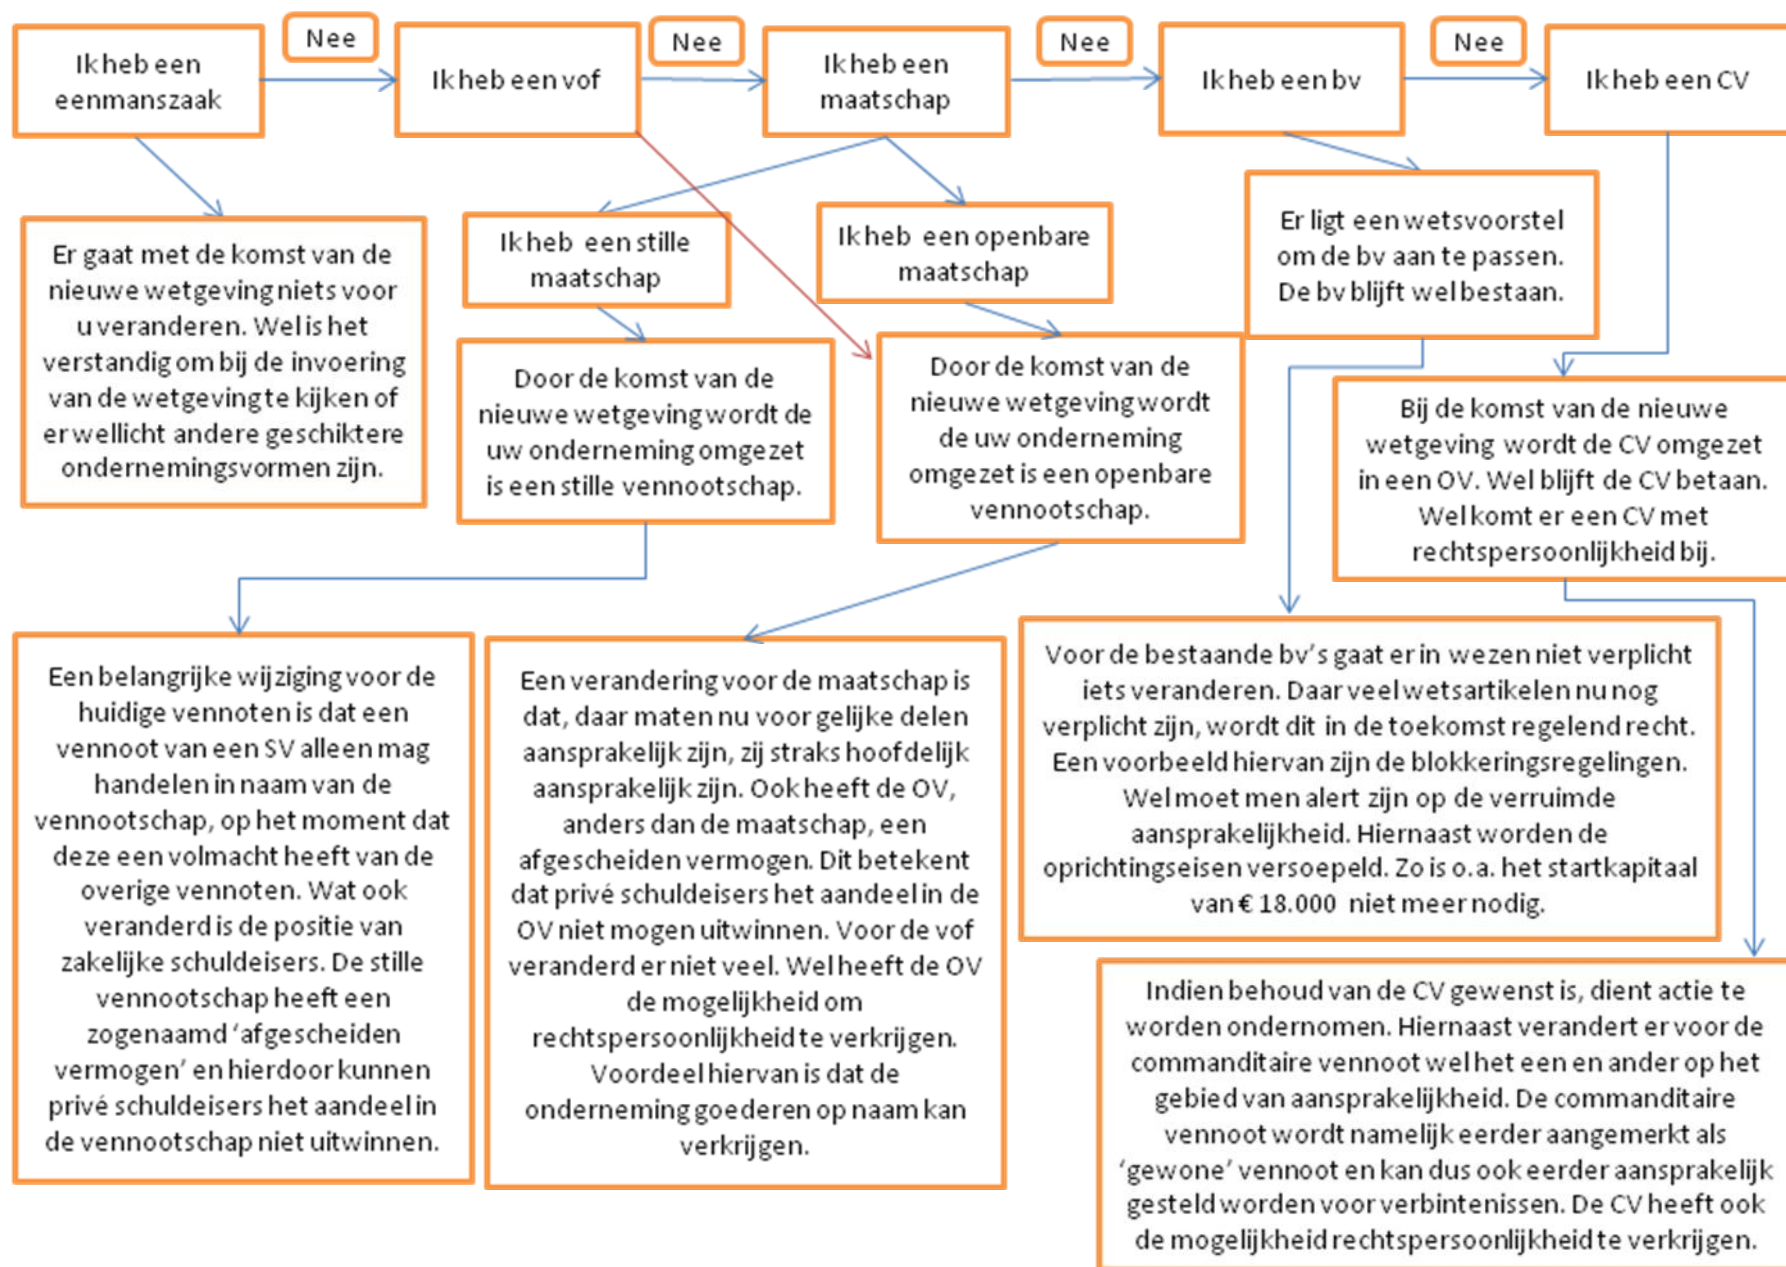 Ik heb een
eenmanszaak
Nee
Ik heb een vof
Nee
Ik heb een
maatschap
Nee
Ik heb een bv
Nee
Ik heb een CV
Er gaat met de komst van de
nieuwe wetgeving niets voor
u veranderen. Wel is het
verstandig om bij de invoering
van de wetgeving te kijken of
er wellicht andere geschiktere
ondernemingsvormen zijn.
Ik heb een stille
maatschap
Ik heb een openbare
maatschap
Er ligt een wetsvoorstel
om de bv aan te passen.
De bv blijft wel bestaan.
Door de komst van de
nieuwe wetgeving wordt de
uw onderneming omgezet
is een stille vennootschap.
Door de komst van de
nieuwe wetgeving wordt
de uw onderneming
omgezet is een openbare
vennootschap.
Bij de komst van de nieuwe
wetgeving wordt de CV omgezet
in een OV. Wel blijft de CV betaan.
Wel komt er een CV met
rechtspersoonlijkheid bij.
Een belangrijke wijziging voor de
huidige vennoten is dat een
vennoot van een SV alleen mag
handelen in naam van de
vennootschap, op het moment dat
deze een volmacht heeft van de
overige vennoten. Wat ook
veranderd is de positie van
zakelijke schuldeisers. De stille
vennootschap heeft een
zogenaamd ‘afgescheiden
vermogen’ en hierdoor kunnen
privé schuldeisers het aandeel in
de vennootschap niet uitwinnen.
Een verandering voor de maatschap is
dat, daar maten nu voor gelijke delen
aansprakelijk zijn, zij straks hoofdelijk
aansprakelijk zijn. Ook heeft de OV,
anders dan de maatschap, een
afgescheiden vermogen. Dit betekent
dat privé schuldeisers het aandeel in de
OV niet mogen uitwinnen. Voor de vof
veranderd er niet veel. Wel heeft de OV
de mogelijkheid om
rechtspersoonlijkheid te verkrijgen.
Voordeel hiervan is dat de
onderneming goederen op naam kan
verkrijgen.
Voor de bestaande bv’s gaat er in wezen niet verplicht
iets veranderen. Daar veel wetsartikelen nu nog
verplicht zijn, wordt dit in de toekomst regelend recht.
Een voorbeeld hiervan zijn de blokkeringsregelingen.
Wel moet men alert zijn op de verruimde
aansprakelijkheid. Hiernaast worden de
oprichtingseisen versoepeld. Zo is o.a. het startkapitaal
van € 18.000 niet meer nodig.
Indien behoud van de CV gewenst is, dient actie te
worden ondernomen. Hiernaast verandert er voor de
commanditaire vennoot wel het een en ander op het
gebied van aansprakelijkheid. De commanditaire
vennoot wordt namelijk eerder aangemerkt als
‘gewone’ vennoot en kan dus ook eerder aansprakelijk
gesteld worden voor verbintenissen. De CV heeft ook
de mogelijkheid rechtspersoonlijkheid te verkrijgen.